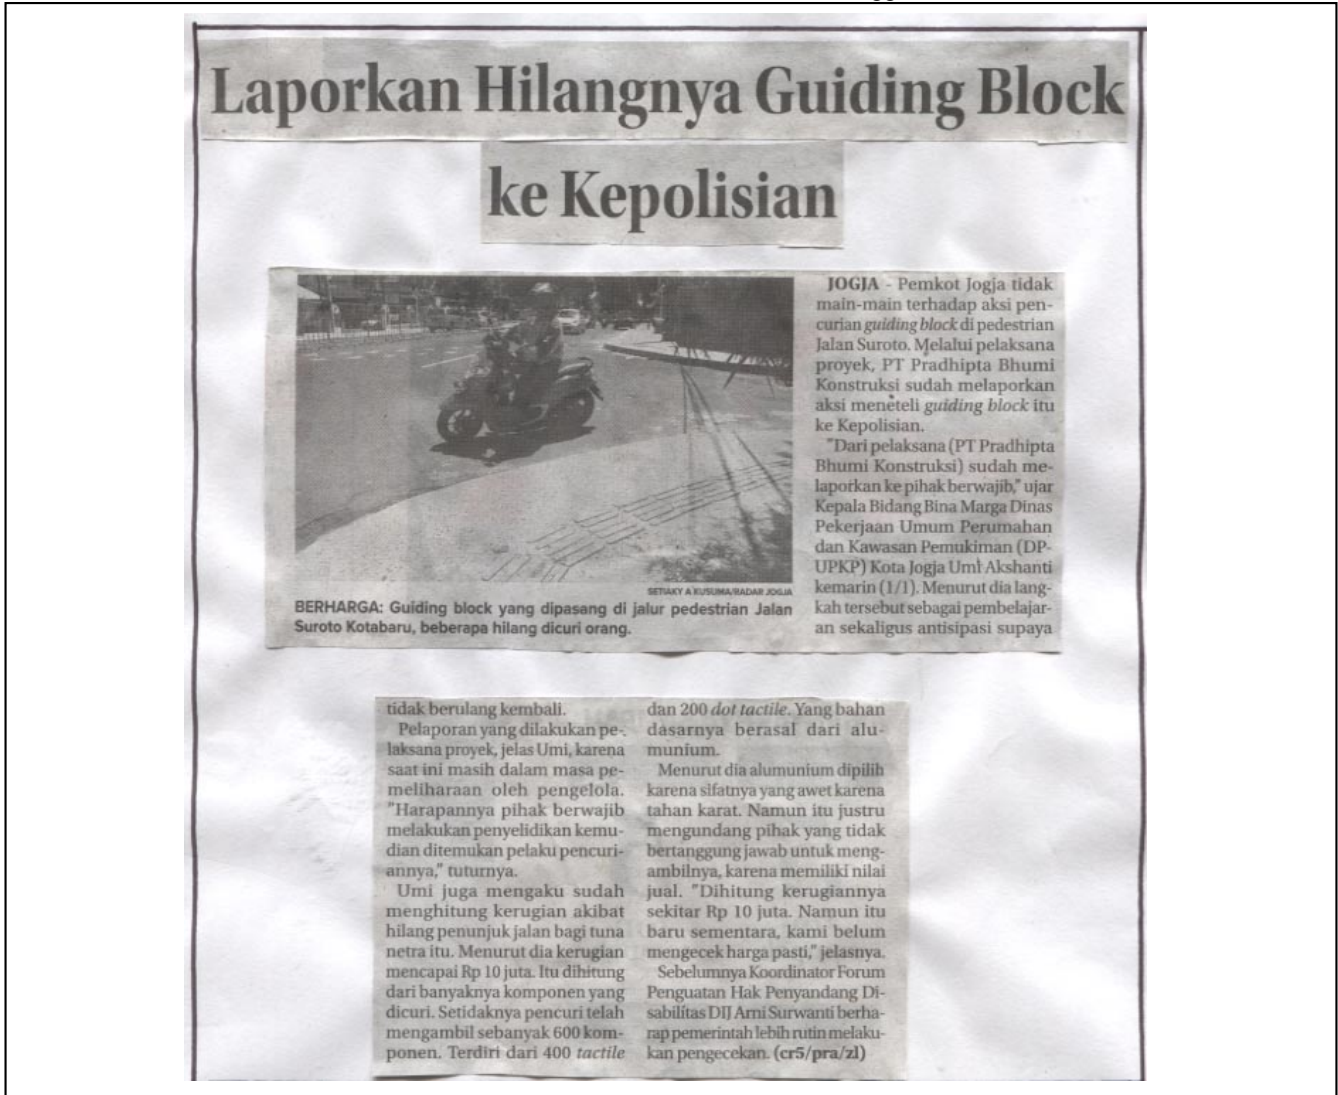 Laporkan Hilangnya Guiding Block
ke Kepolisian
SETIAKY A KUSUMA/RADAR JOGJA
BERHARGA: Guiding block yang dipasang di jalur pedestrian Jalan
Suroto Kotabaru, beberapa hilang dicuri orang.
JOGJA - Pemkot Jogja tidak
main-main terhadap aksi pen-
curian guiding block di pedestrian
Jalan Suroto. Melalui pelaksana
proyek, PT Pradhipta Bhumi
Konstruksi sudah melaporkan
aksi meneteli guiding block itu
ke Kepolisian.
"Dari pelaksana (PT Pradhipta
Bhumi Konstruksi) sudah me-
laporkan ke pihak berwajib," ujar
Kepala Bidang Bina Marga Dinas
Pekerjaan Umum Perumahan
dan Kawasan Pemukiman (DP-
UPKP) Kota Jogja Umi Akshanti
kemarin (1/1). Menurut dia lang-
kah tersebut sebagai pembelajar-
an sekaligus antisipasi supaya
tidak berulang kembali.
Pelaporan yang dilakukan pe-
laksana proyek, jelas Umi, karena
saat ini masih dalam masa pe-
meliharaan oleh pengelola.
"Harapannya pihak berwajib
melakukan penyelidikan kemu-
dian ditemukan pelaku pencuri-
annya," tuturnya.
Umi juga mengaku sudah
menghitung kerugian akibat
hilang penunjuk jalan bagi tuna
netra itu. Menurut dia kerugian
mencapai Rp 10 juta. Itu dihitung
dari banyaknya komponen yang
dicuri. Setidaknya pencuri telah
mengambil sebanyak 600 kom-
ponen. Terdiri dari 400 tactile
dan 200 dot tactile. Yang bahan
dasarnya berasal dari alu-
munium.
Menurut dia alumunium dipilih
karena sifatnya yang awet karena
tahan karat. Namun itu justru
mengundang pihak yang tidak
bertanggung jawab untuk meng-
ambilnya, karena memiliki nilai
jual. "Dihitung kerugiannya
sekitar Rp 10 juta. Namun itu
baru sementara, kami belum
mengecek harga pasti," jelasnya.
Sebelumnya Koordinator Forum
Penguatan Hak Penyandang Di-
sabilitas DIJ Arni Surwanti berha-
rap pemerintah lebih rutin melaku-
kan pengecekan. (cr5/pra/zl)